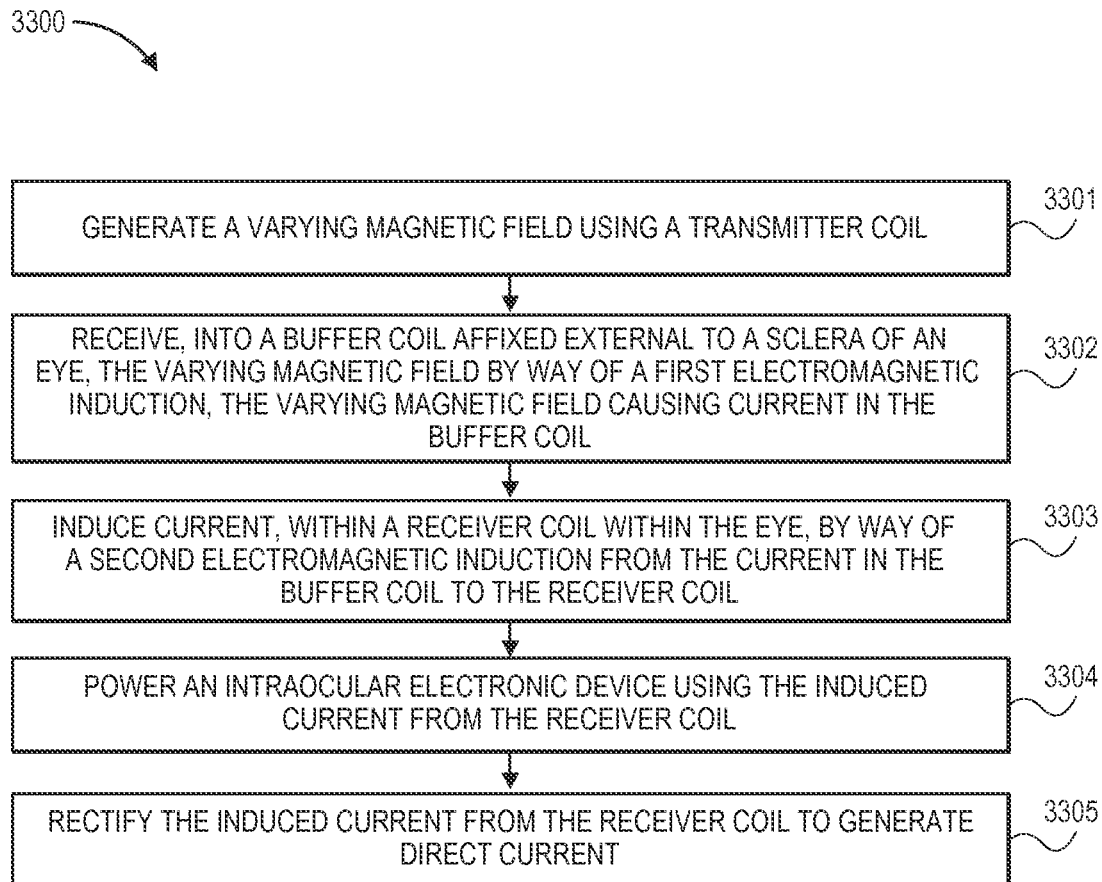 3300
GENERATE A VARYING MAGNETIC FIELD USING A TRANSMITTER COIL
3301
RECEIVE, INTO A BUFFER COIL AFFIXED EXTERNAL TO A SCLERA OF AN
EYE, THE VARYING MAGNETIC FIELD BY WAY OF A FIRST ELECTROMAGNETIC
INDUCTION, THE VARYING MAGNETIC FIELD CAUSING CURRENT IN THE
BUFFER COIL
3302
INDUCE CURRENT, WITHIN A RECEIVER COIL WITHIN THE EYE, BY WAY OF
A SECOND ELECTROMAGNETIC INDUCTION FROM THE CURRENT IN THE
BUFFER COIL TO THE RECEIVER COIL
3303
POWER AN INTRAOCULAR ELECTRONIC DEVICE USING THE INDUCED
CURRENT FROM THE RECEIVER COIL
3304
RECTIFY THE INDUCED CURRENT FROM THE RECEIVER COIL TO GENERATE
DIRECT CURRENT
3305